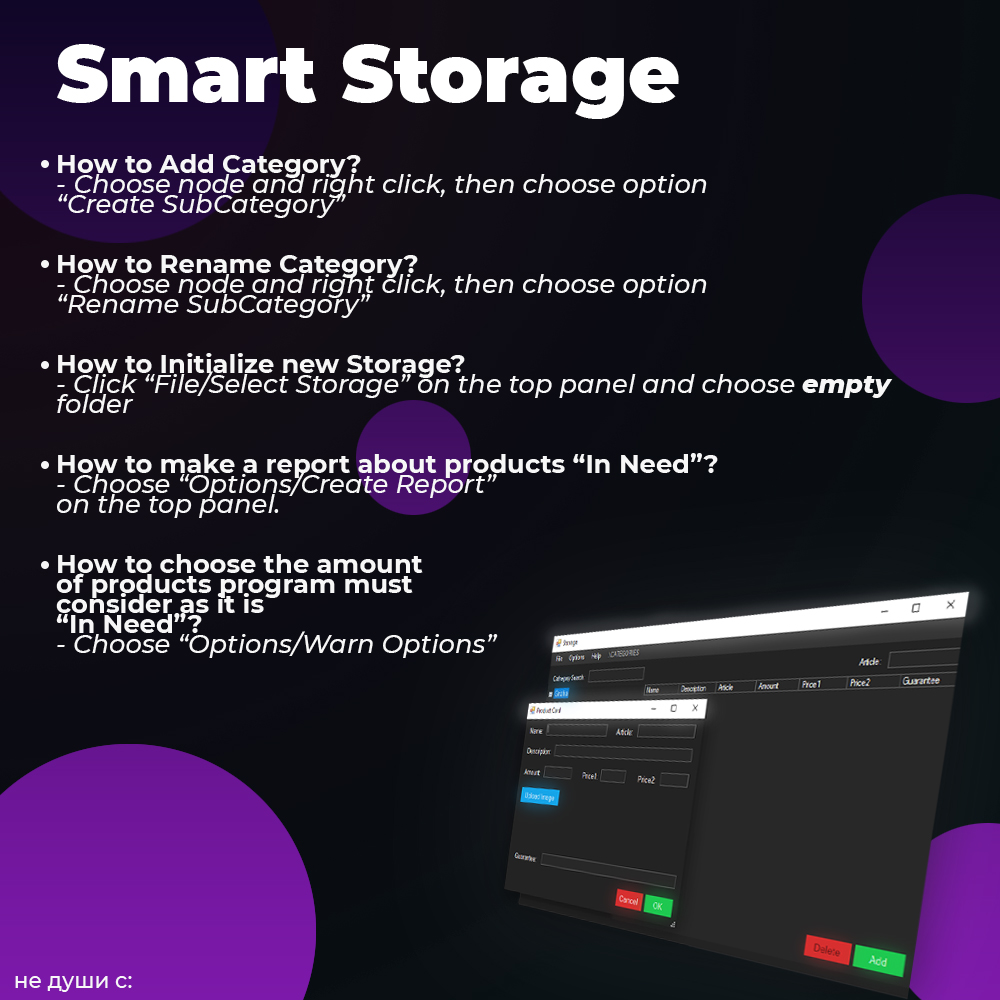 Smart Storage
• How to Add Category?
- Choose node and right click, then choose option
“Create SubCategory”
• How to Rename Category?
- Choose node and right click, then choose option
“Rename SubCategory”
• How to Initialize new Storage?
- Click “File/Select Storage” on the top panel and choose empty
folder
• How to make a report about products “In Need”?
- Choose “Options/Create Report”
on the top panel.
• How to choose the amount
of products program must
consider as it is
“In Need”?
- Choose “Options/Warn Options”
Storage
File Options Help \CATEGORIES
Article:
Category Search
Name Description Article Amount Price1 Price2 Guarantee
Product Card
Name: Article:
Description:
Amount: Price1: Price2:
Upload Image
Guarantee:
Cancel OK
Delete Add
не души с: